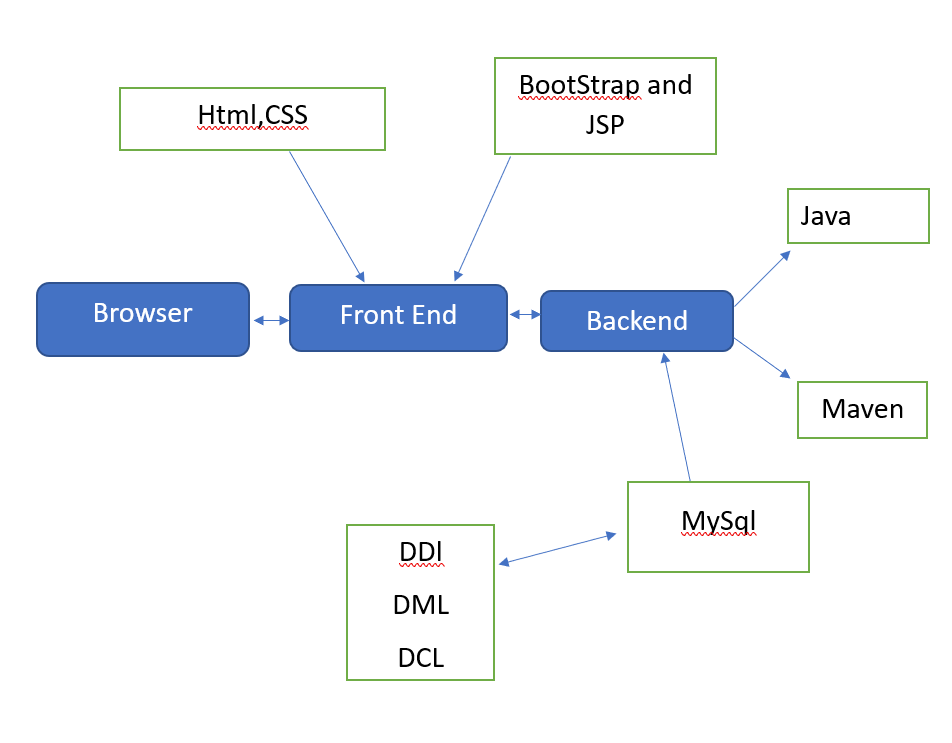 Html,CSS
BootStrap and
JSP
Java
Browser
Front End
Backend
Maven
MySql
DDl
DML
DCL